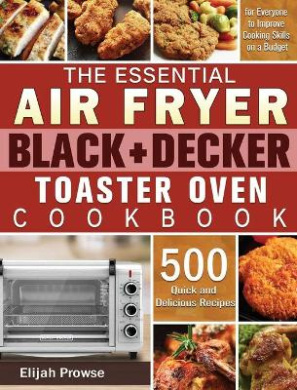 for Everyone
to Improve
Cooking Skills
on a Budget
THE ESSENTIAL
AIR FRYER
BLACK+DECKER
TOASTER OVEN
COOKBOOK
500
Quick and
Delicious Recipes
Elijah Prowse